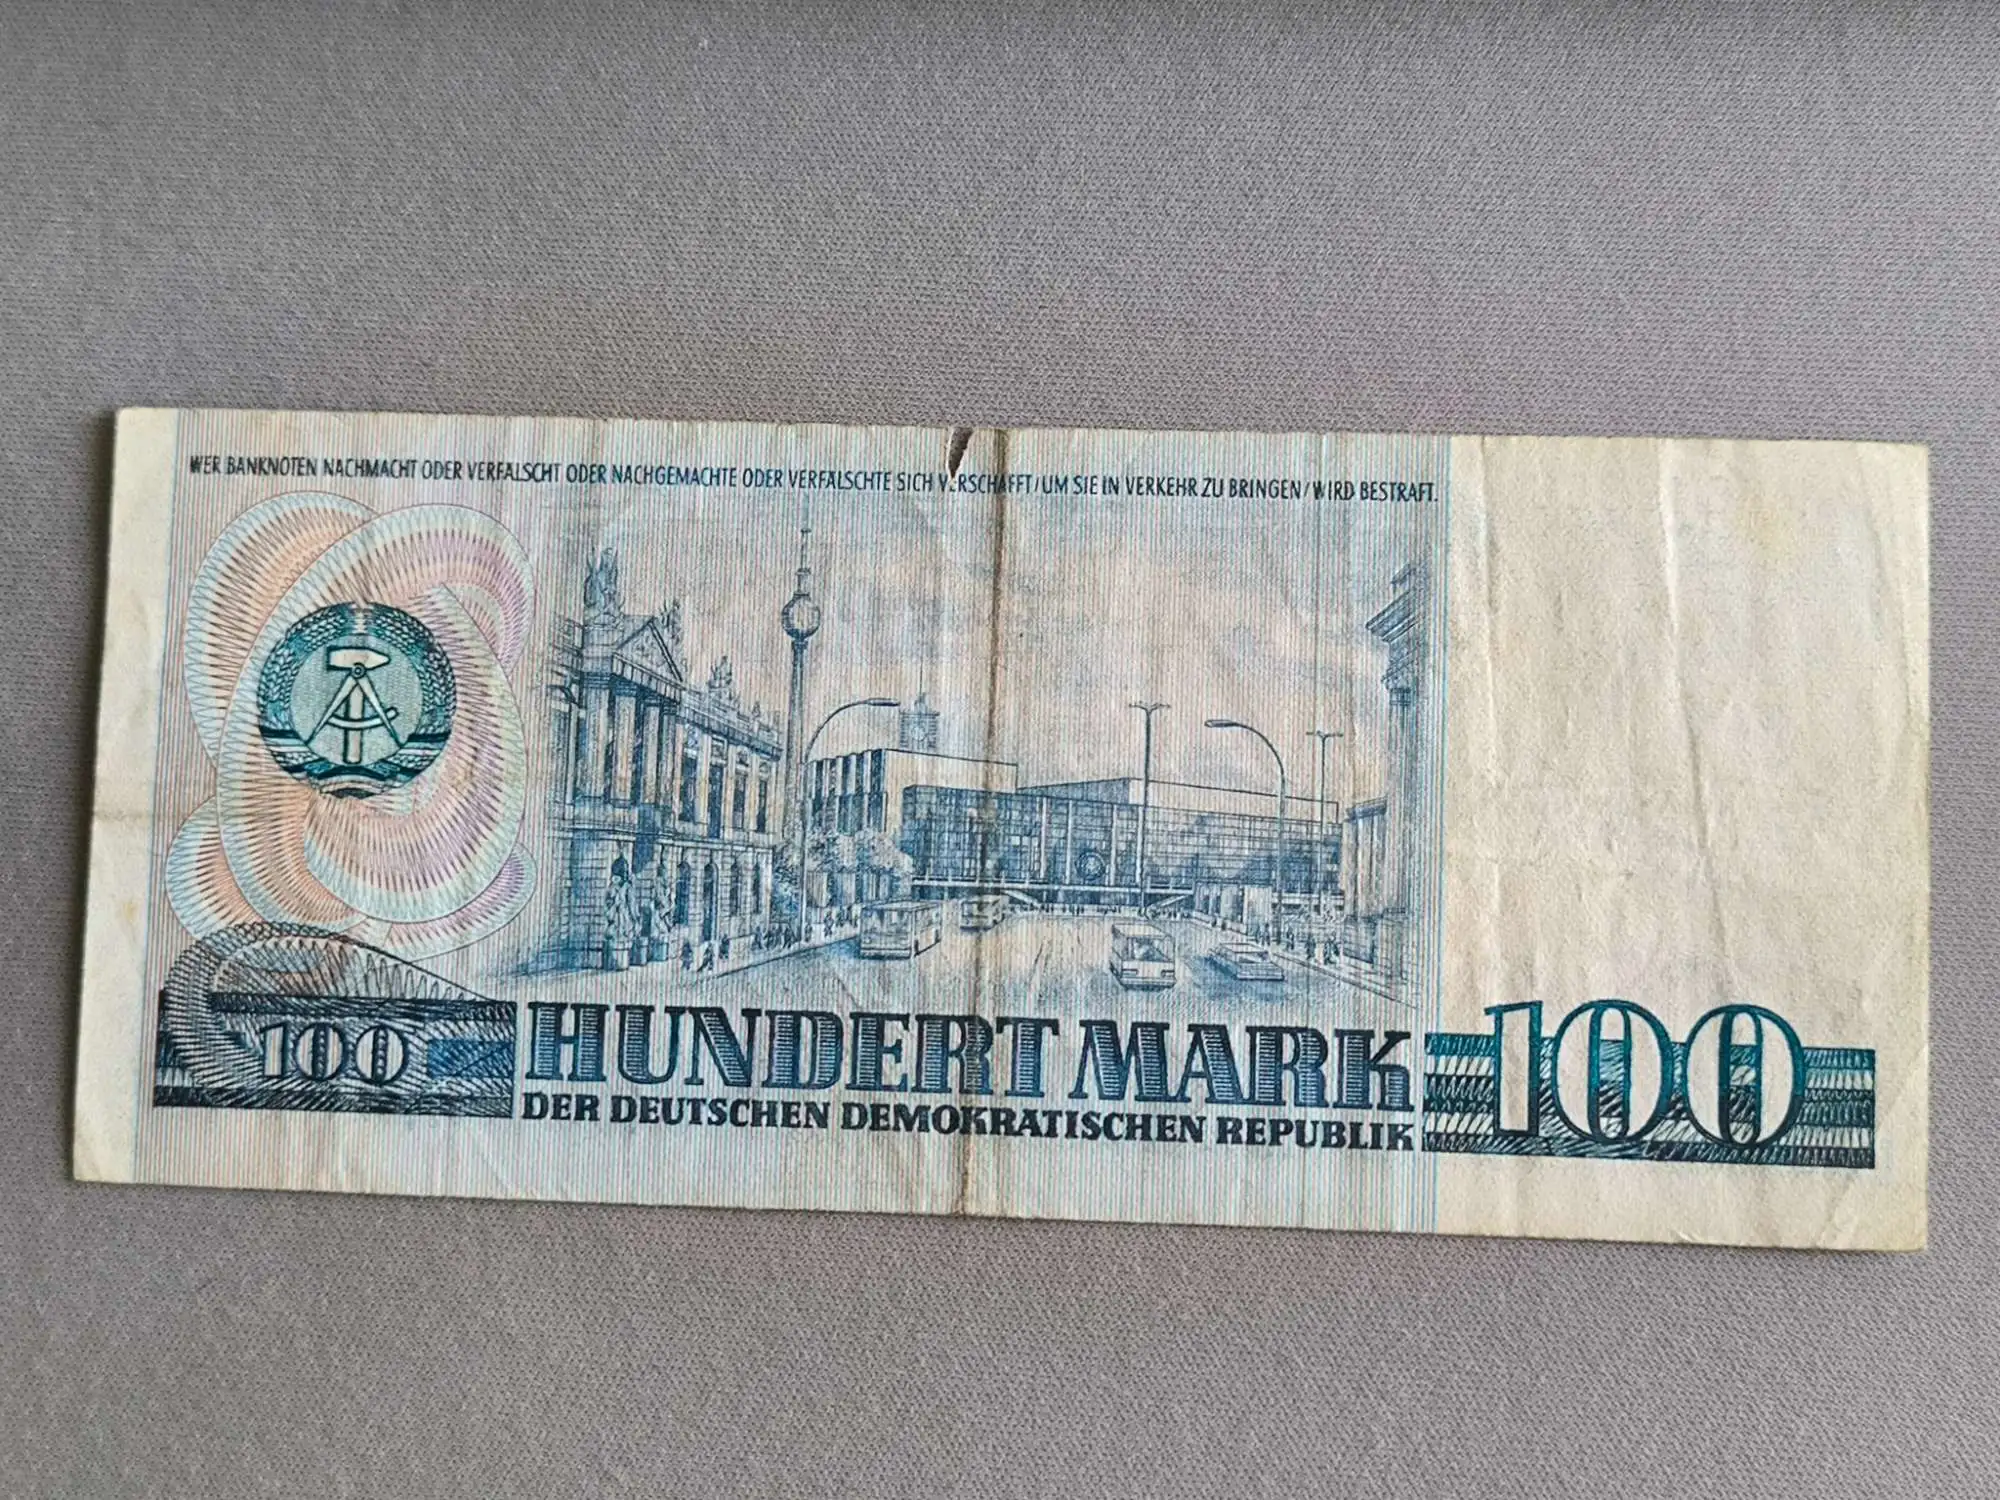 WER BANKNOTEN NACHMACHT ODER VERFÄLSCHT ODER NACHGEMACHTE ODER VERFÄLSCHTE SICH VERSCHAFFT/UM SIE IN VERKEHR ZU BRINGEN/WIRD BESTRAFT.
100
HUNDERT MARK
DER DEUTSCHEN DEMOKRATISCHEN REPUBLIK
100